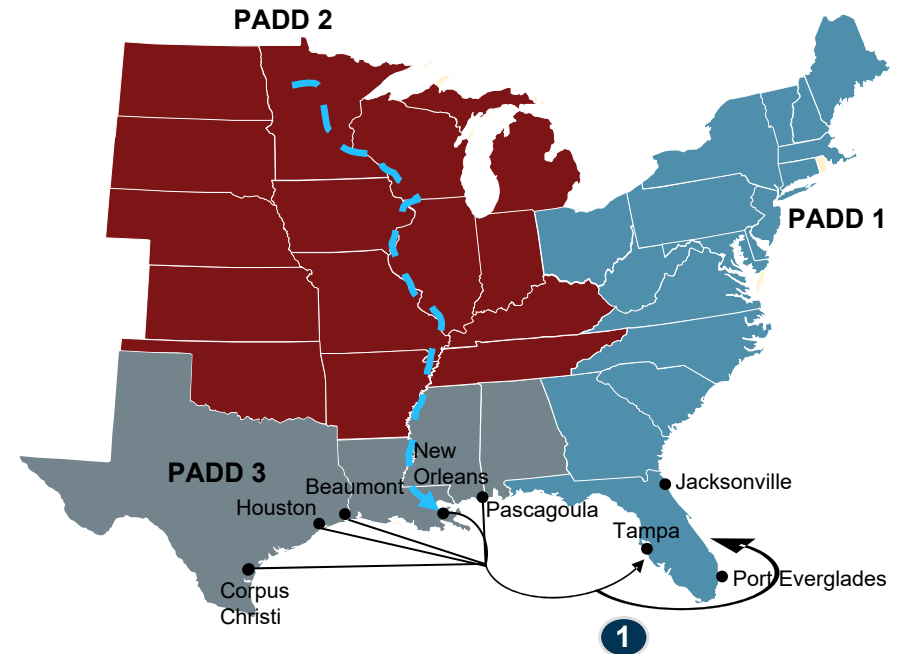 PADD 2
PADD 1
PADD 3
New
Orleans
Beaumont
Houston
Pascagoula
Jacksonville
Tampa
Port Everglades
Corpus
Christi
1